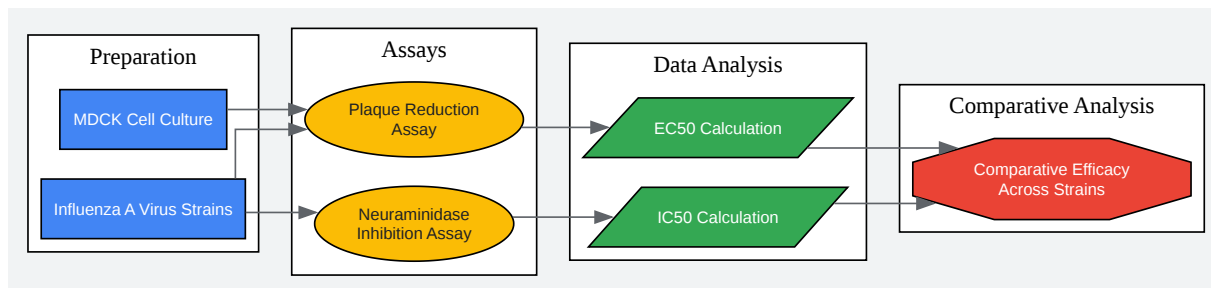 Preparation
MDCK Cell Culture
Influenza A Virus Strains
Assays
Plaque Reduction
Assay
Neuraminidase
Inhibition Assay
Data Analysis
EC50 Calculation
IC50 Calculation
Comparative Analysis
Comparative Efficacy
Across Strains